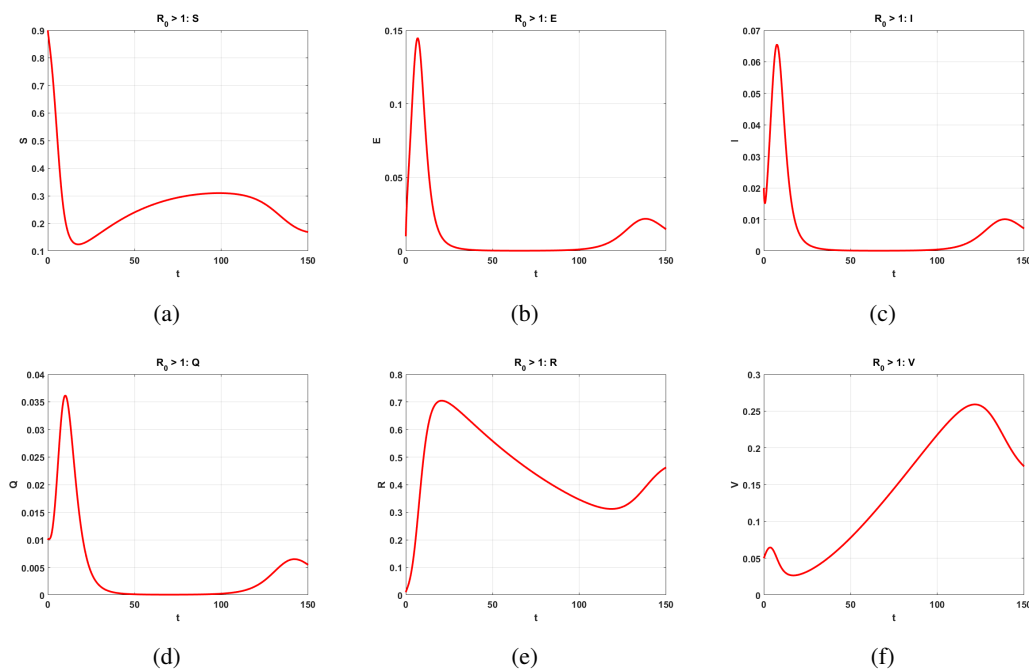 R0 > 1: S
0.9
0.8
0.7
0.6
0.5
0.4
0.3
0.2
0.1
S
0
50
100
150
t
(a)
R0 > 1: E
0.15
0.1
0.05
0
E
0
50
100
150
t
(b)
R0 > 1: I
0.07
0.06
0.05
0.04
0.03
0.02
0.01
0
I
0
50
100
150
t
(c)
R0 > 1: Q
0.04
0.035
0.03
0.025
0.02
0.015
0.01
0.005
0
Q
0
50
100
150
t
(d)
R0 > 1: R
0.8
0.7
0.6
0.5
0.4
0.3
0.2
0.1
0
R
0
50
100
150
t
(e)
R0 > 1: V
0.3
0.25
0.2
0.15
0.1
0.05
0
V
0
50
100
150
t
(f)